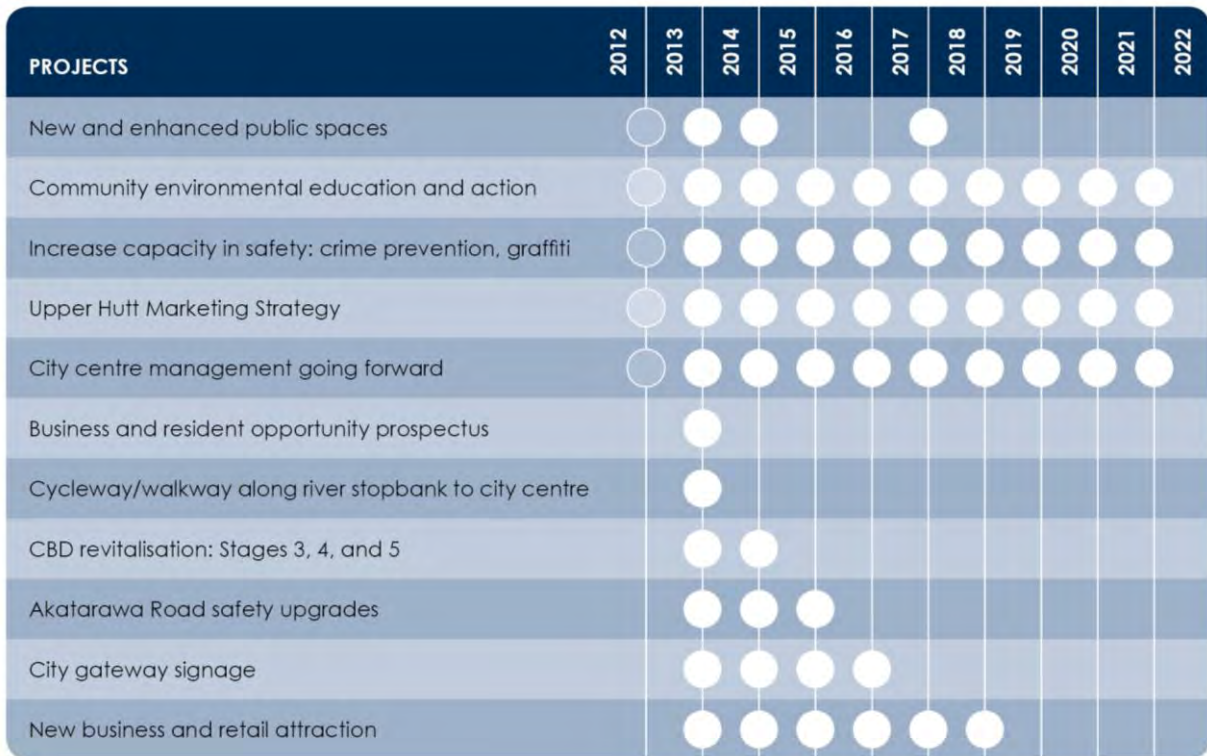 PROJECTS 2012 2013 2014 2015 2016 2017 2018 2019 2020 2021 2022
New and enhanced public spaces
Community environmental education and action
Increase capacity in safety: crime prevention, graffiti
Upper Hutt Marketing Strategy
City centre management going forward
Business and resident opportunity prospectus
Cycleway/walkway along river stopbank to city centre
CBD revitalisation: Stages 3, 4, and 5
Akatarawa Road safety upgrades
City gateway signage
New business and retail attraction